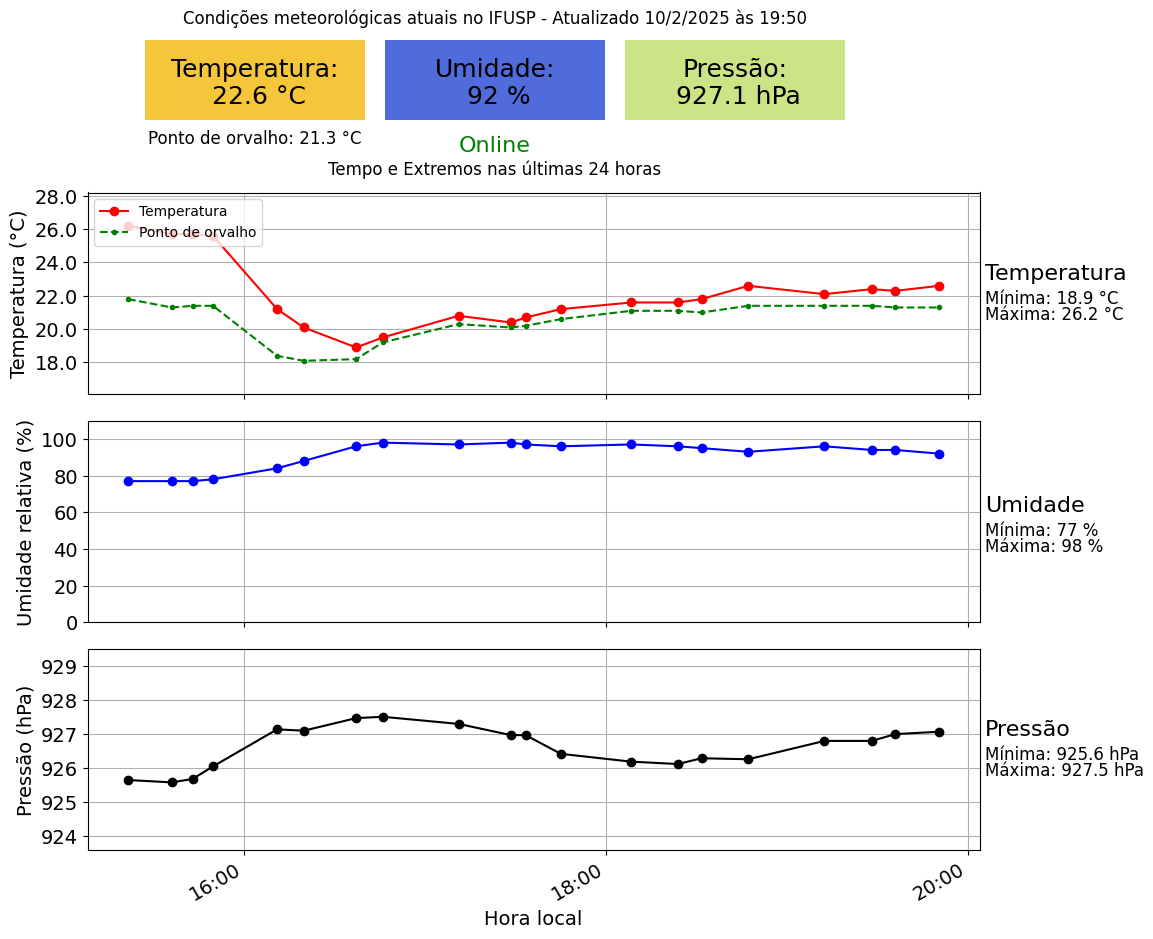 Condições meteorológicas atuais no IFUSP - Atualizado 10/2/2025 às 19:50
Temperatura:
22.6 °C
Umidade:
92 %
Pressão:
927.1 hPa
Ponto de orvalho: 21.3 °C
Online
Tempo e Extremos nas últimas 24 horas
Temperatura (°C)
28.0
26.0
24.0
22.0
20.0
18.0
Temperatura
Ponto de orvalho
Temperatura
Mínima: 18.9 °C
Máxima: 26.2 °C
Umidade relativa (%)
100
80
60
40
20
0
Umidade
Mínima: 77 %
Máxima: 98 %
Pressão (hPa)
929
928
927
926
925
924
Pressão
Mínima: 925.6 hPa
Máxima: 927.5 hPa
16:00
18:00
20:00
Hora local